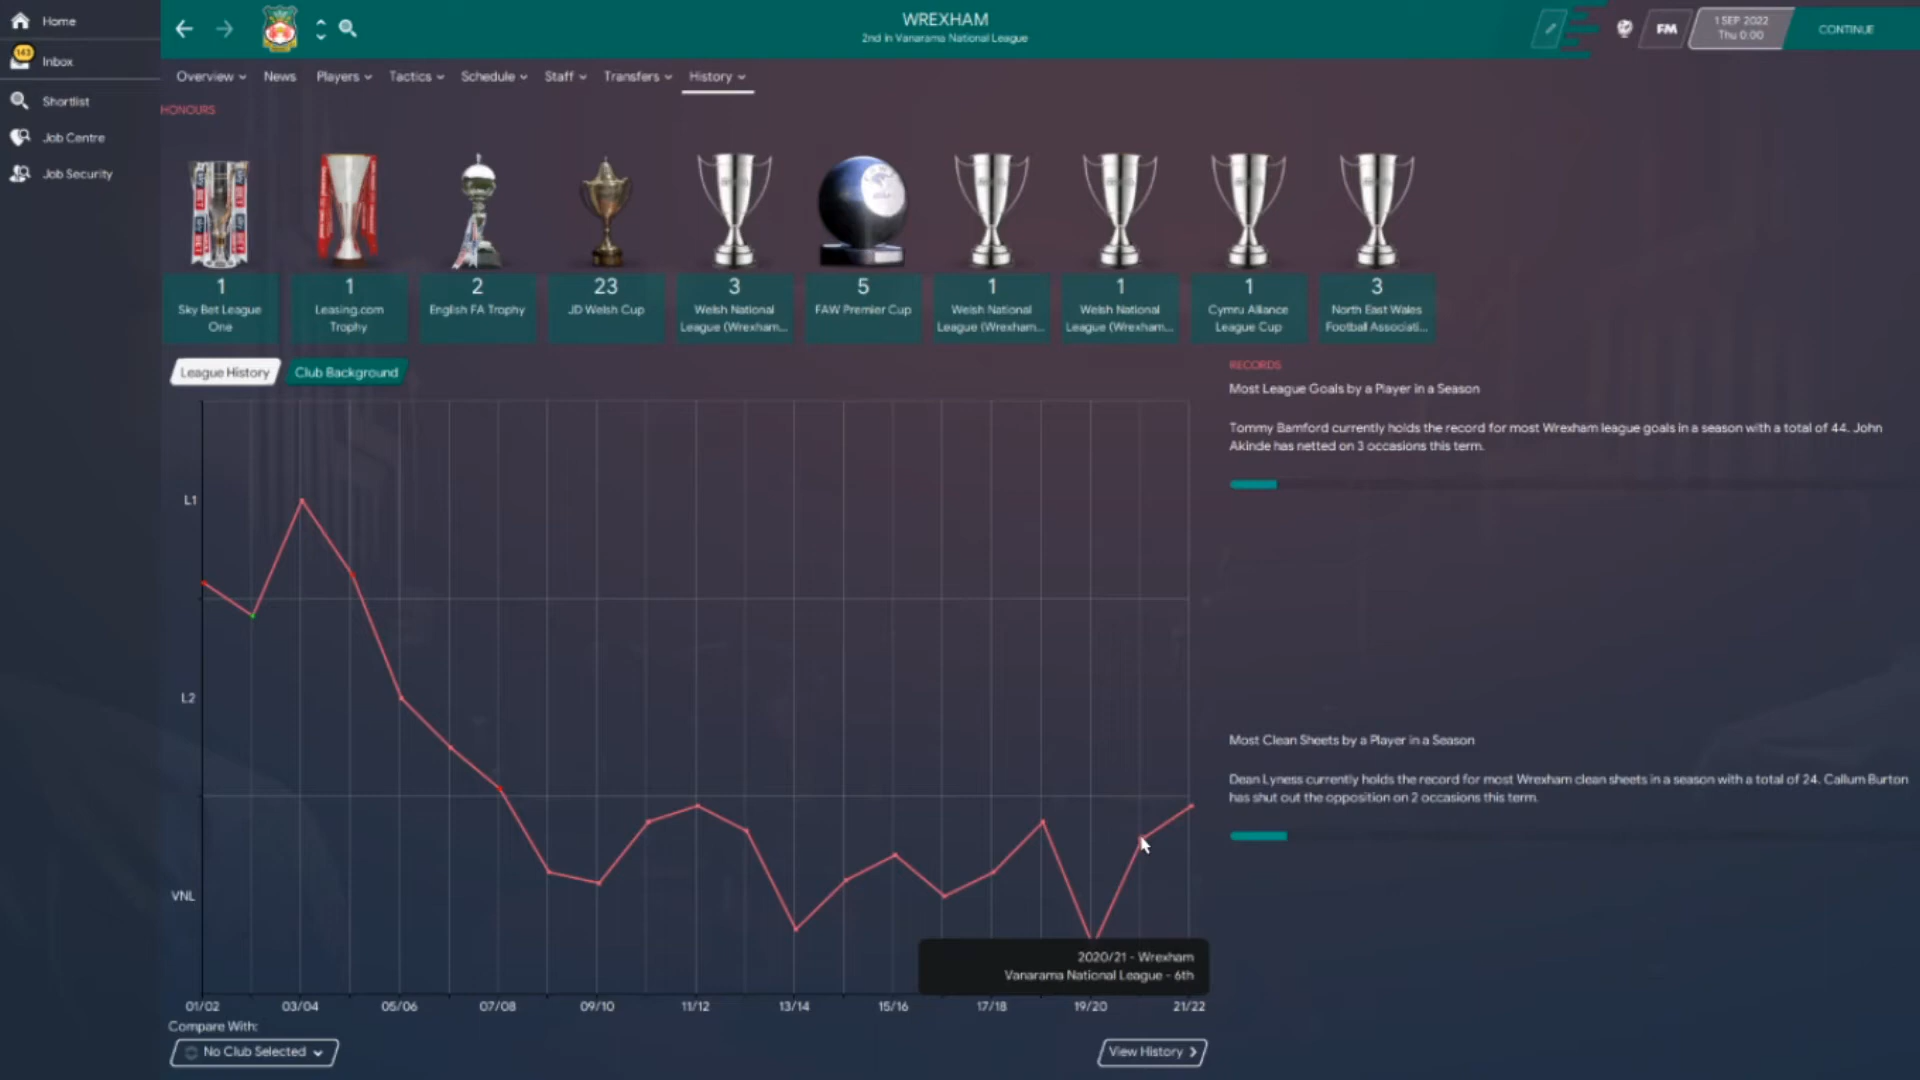 Home
143
Inbox
Shortlist
Job Centre
Job Security
WREXHAM
2nd in Vanarama National League
FM
1 SEP 2022
Thu 0:00
CONTINUE
Overview
News
Players
Tactics
Schedule
Staff
Transfers
History
HONOURS
1
Sky Bet League
One
1
Leasing.com
Trophy
2
English FA Trophy
23
JD Welsh Cup
3
Welsh National
League (Wrexham...
5
FAW Premier Cup
1
Welsh National
League (Wrexham...
1
Welsh National
League (Wrexham...
1
Cymru Alliance
League Cup
3
North East Wales
Football Associati...
League History
Club Background
L1
L2
VNL
2020/21 - Wrexham
Vanarama National League - 6th
01/02
03/04
05/06
07/08
09/10
11/12
13/14
15/16
17/18
19/20
21/22
Compare With:
No Club Selected
View History
RECORDS
Most League Goals by a Player in a Season
Tommy Bamford currently holds the record for most Wrexham league goals in a season with a total of 44. John
Akinde has netted on 3 occasions this term.
Most Clean Sheets by a Player in a Season
Dean Lyness currently holds the record for most Wrexham clean sheets in a season with a total of 24. Callum Burton
has shut out the opposition on 2 occasions this term.